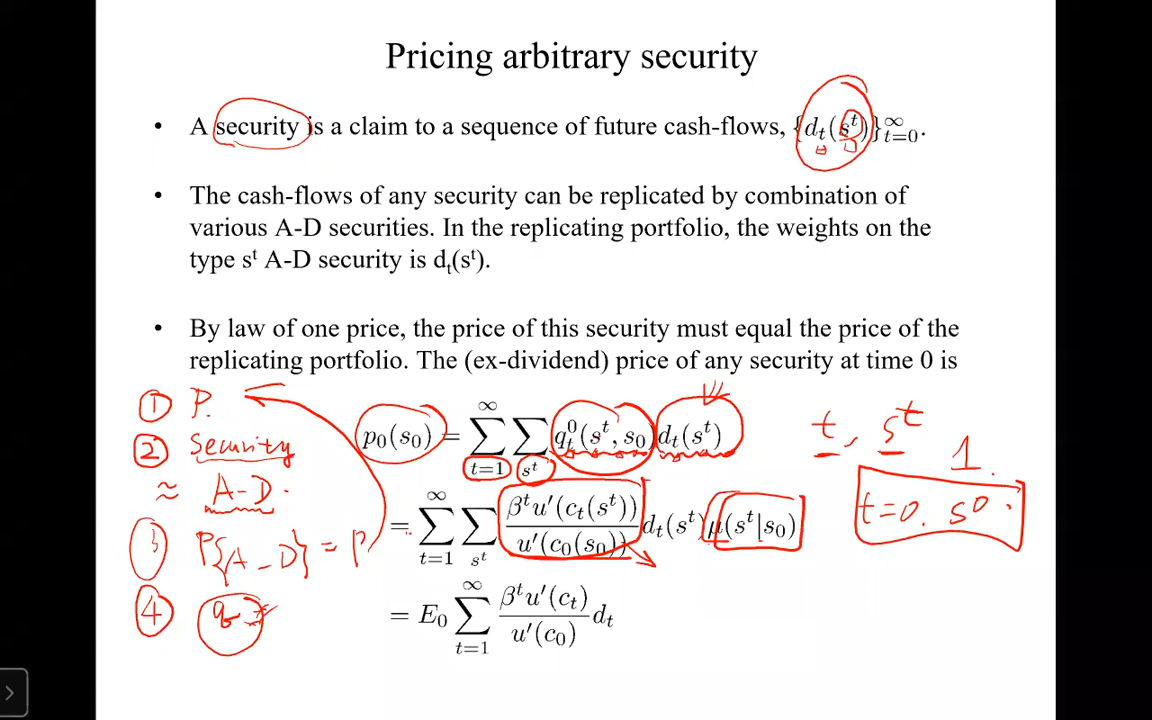 Pricing arbitrary security
• A security is a claim to a sequence of future cash-flows, {d_t(s^t)}_{t=0}^∞.
• The cash-flows of any security can be replicated by combination of
various A-D securities. In the replicating portfolio, the weights on the
type s^t A-D security is d_t(s^t).
• By law of one price, the price of this security must equal the price of the
replicating portfolio. The (ex-dividend) price of any security at time 0 is
① P.
p_0(s_0) = ∑_{t=1}^∞ ∑_{s^t} q_t^0(s^t, s_0) d_t(s^t)
t, s^t
② Security
1.
≈ A-D.
= ∑_{t=1}^∞ ∑_{s^t} β^t u'(c_t(s^t)) / u'(c_0(s_0)) d_t(s^t) μ(s^t|s_0)
t=0. s^0.
③ P{A-D} = P
= E_0 ∑_{t=1}^∞ β^t u'(c_t) / u'(c_0) d_t
④ q